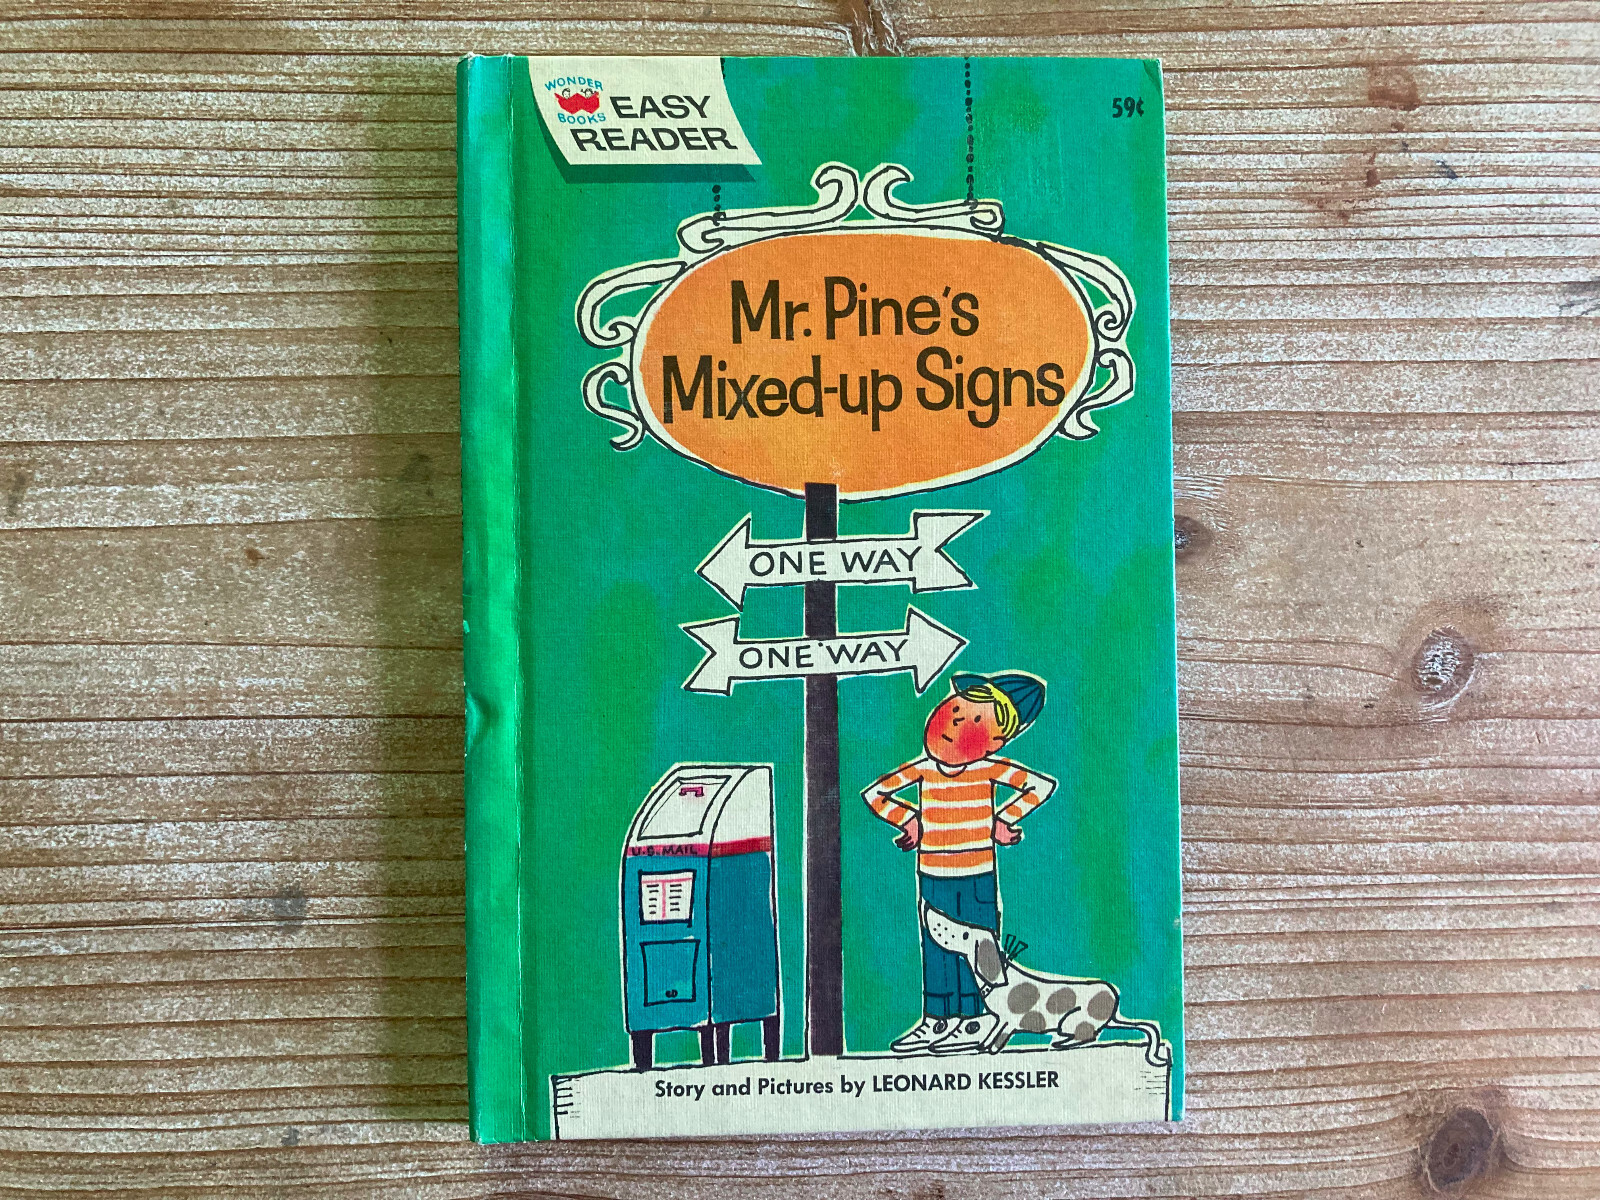 WONDER
BOOKS
EASY
READER
59¢
Mr. Pine's
Mixed-up Signs
ONE WAY
ONE WAY
U.S. MAIL
Story and Pictures by LEONARD KESSLER